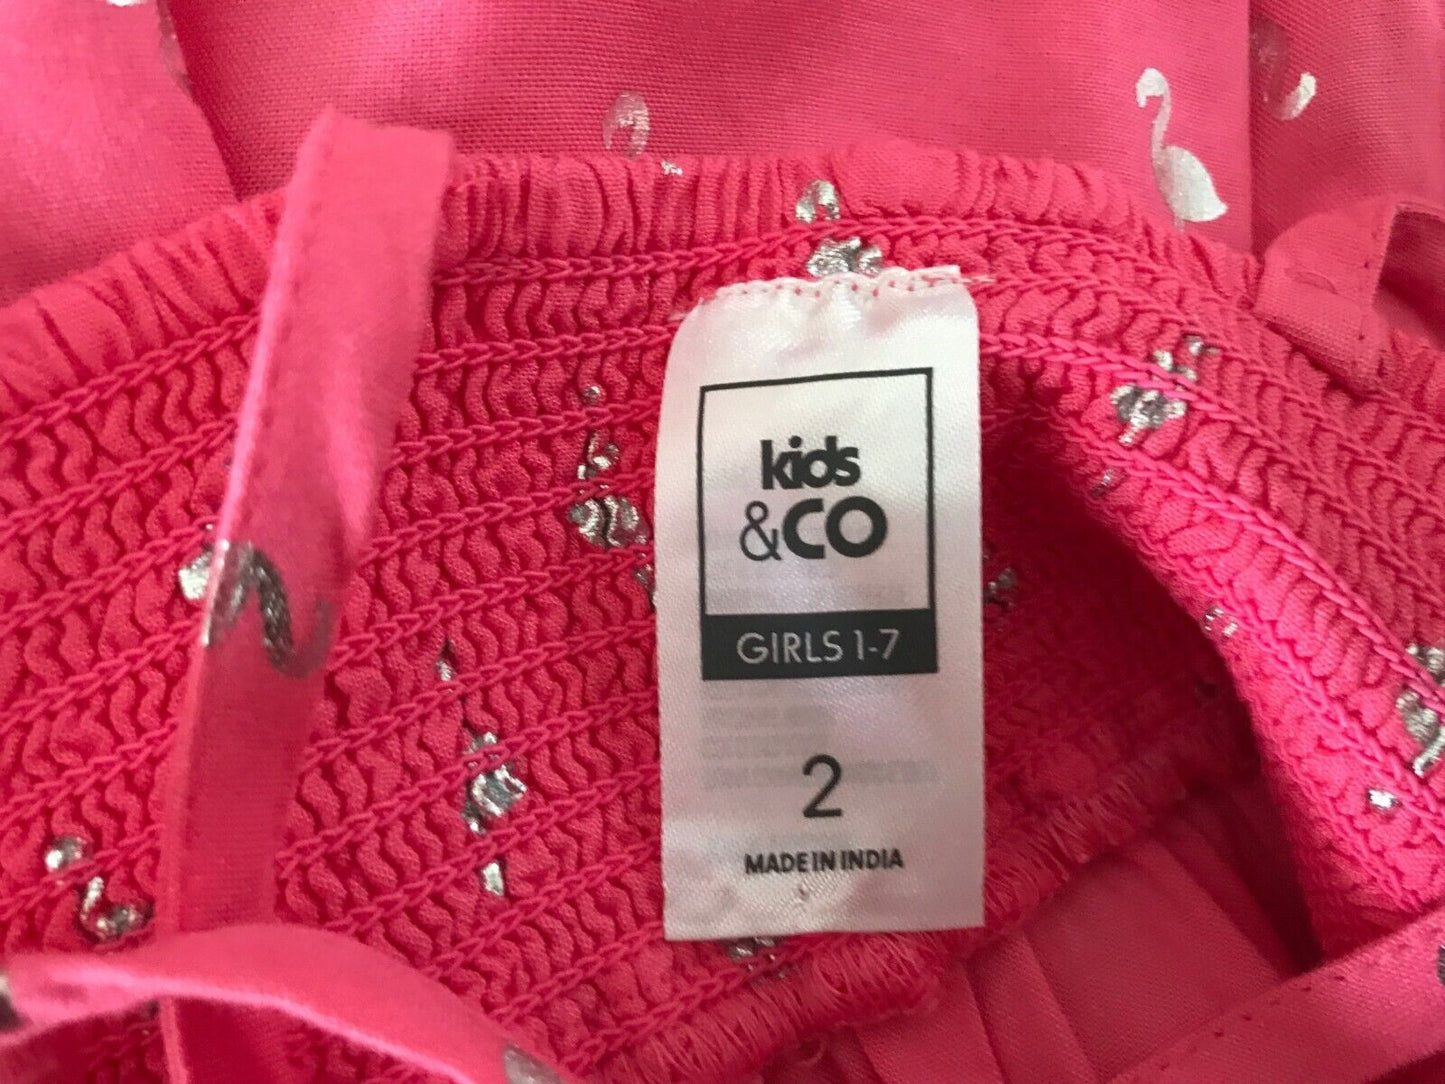 kids
&CO
GIRLS 1-7
2
MADE IN INDIA